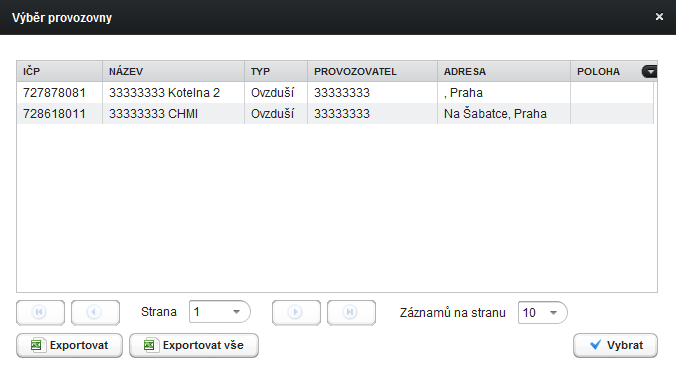 Výběr provozovny ×
IČP NÁZEV TYP PROVOZOVATEL ADRESA POLOHA
727878081 33333333 Kotelna 2 Ovzduší 33333333 , Praha
728618011 33333333 CHMI Ovzduší 33333333 Na Šabatce, Praha
Strana 1 Záznamů na stranu 10
Exportovat Exportovat vše Vybrat